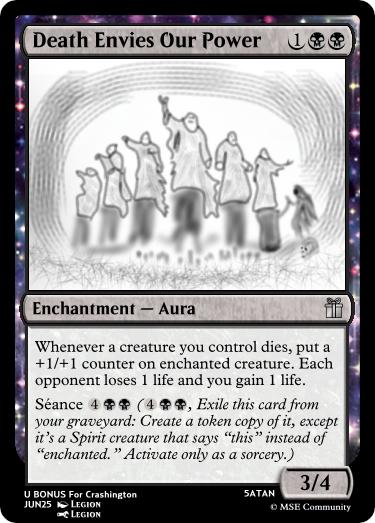 Death Envies Our Power 1
Enchantment — Aura
Whenever a creature you control dies, put a
+1/+1 counter on enchanted creature. Each
opponent loses 1 life and you gain 1 life.
Séance 4 ( 4 , Exile this card from
your graveyard: Create a token copy of it, except
it’s a Spirit creature that says “this” instead of
“enchanted.” Activate only as a sorcery.)
3/4
U BONUS For Crashington 5ATAN © MSE Community
JUN25 Legion
Legion